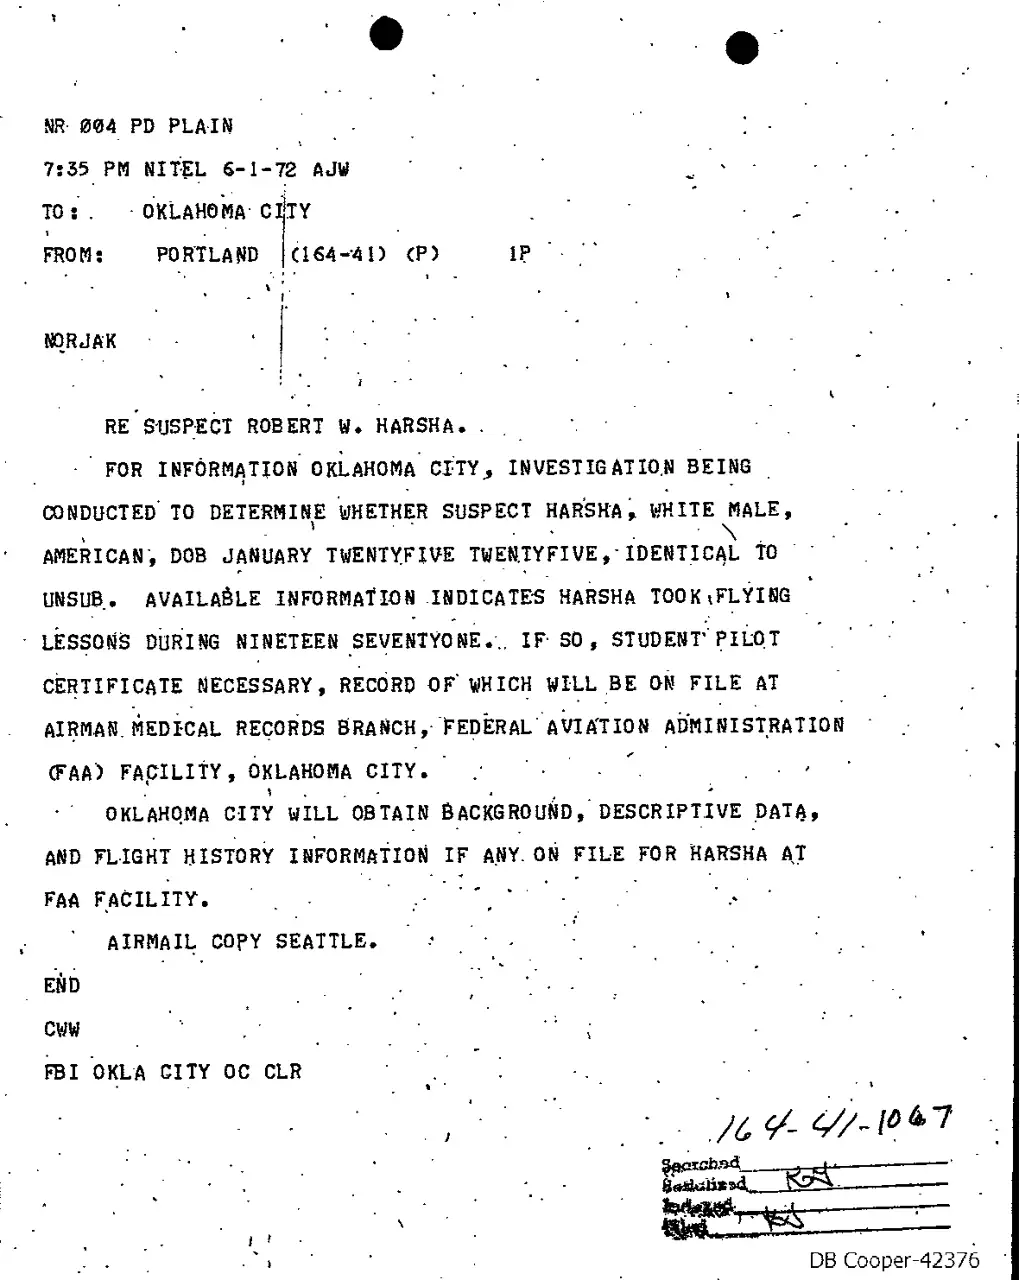 NR 004 PD PLAIN
7:35 PM NITEL 6-1-72 AJW
TO: OKLAHOMA CITY
FROM: PORTLAND (164-41) (P) 1P
NORJAK
RE SUSPECT ROBERT W. HARSHA.
FOR INFORMATION OKLAHOMA CITY, INVESTIGATION BEING
CONDUCTED TO DETERMINE WHETHER SUSPECT HARSHA, WHITE MALE,
AMERICAN, DOB JANUARY TWENTYFIVE TWENTYFIVE, IDENTICAL TO
UNSUB. AVAILABLE INFORMATION INDICATES HARSHA TOOK FLYING
LESSONS DURING NINETEEN SEVENTYONE. IF SO, STUDENT PILOT
CERTIFICATE NECESSARY, RECORD OF WHICH WILL BE ON FILE AT
AIRMAN MEDICAL RECORDS BRANCH, FEDERAL AVIATION ADMINISTRATION
(FAA) FACILITY, OKLAHOMA CITY.
OKLAHOMA CITY WILL OBTAIN BACKGROUND, DESCRIPTIVE DATA,
AND FLIGHT HISTORY INFORMATION IF ANY ON FILE FOR HARSHA AT
FAA FACILITY.
AIRMAIL COPY SEATTLE.
END
CWW
FBI OKLA CITY OC CLR
164-41-1067
Searched
Serialized
Indexed
Filed
DB Cooper-42376